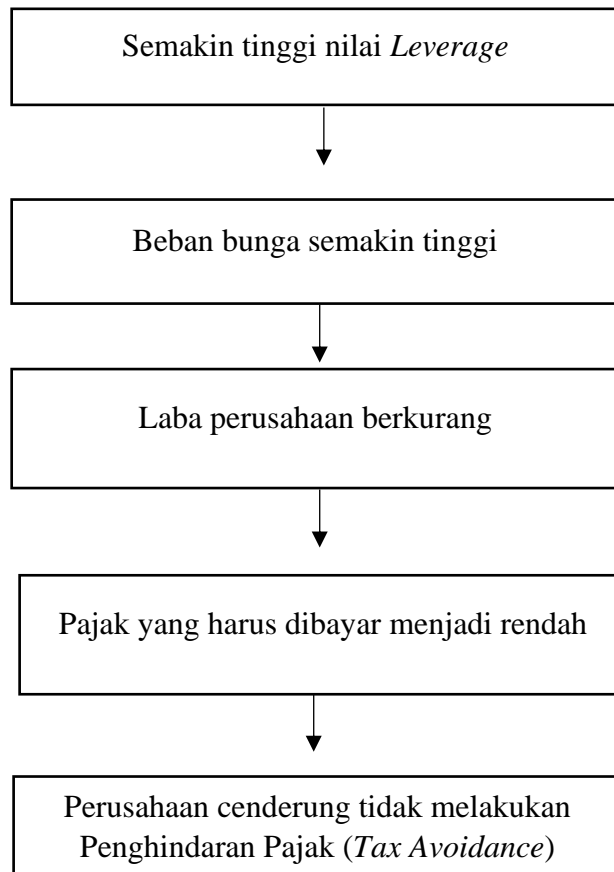 Semakin tinggi nilai Leverage
Beban bunga semakin tinggi
Laba perusahaan berkurang
Pajak yang harus dibayar menjadi rendah
Perusahaan cenderung tidak melakukan
Penghindaran Pajak (Tax Avoidance)